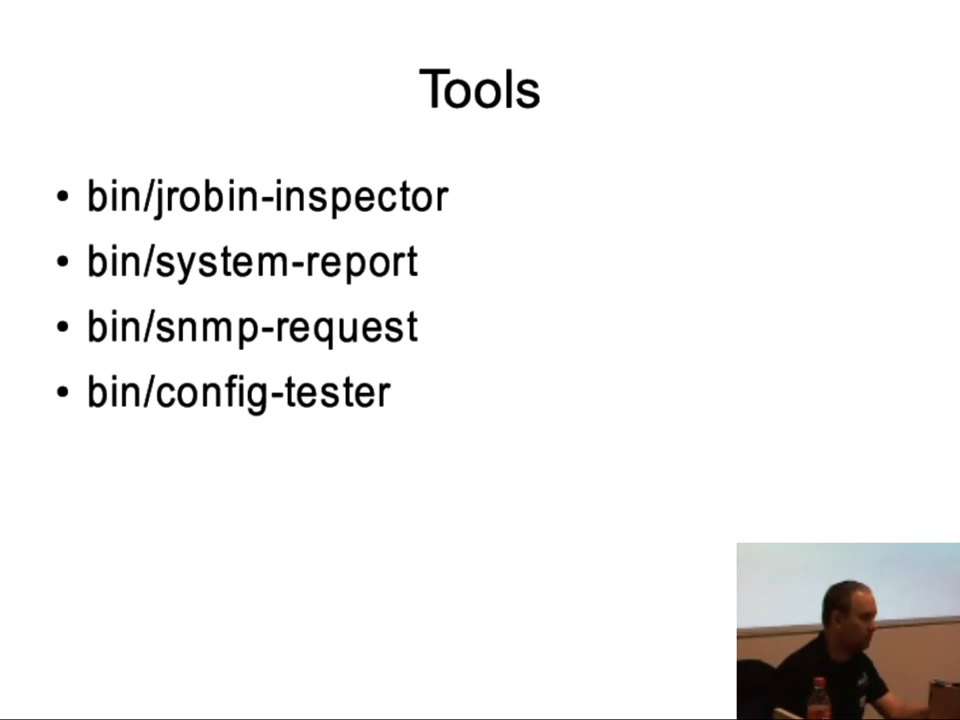 Tools
• bin/jrobin-inspector
• bin/system-report
• bin/snmp-request
• bin/config-tester